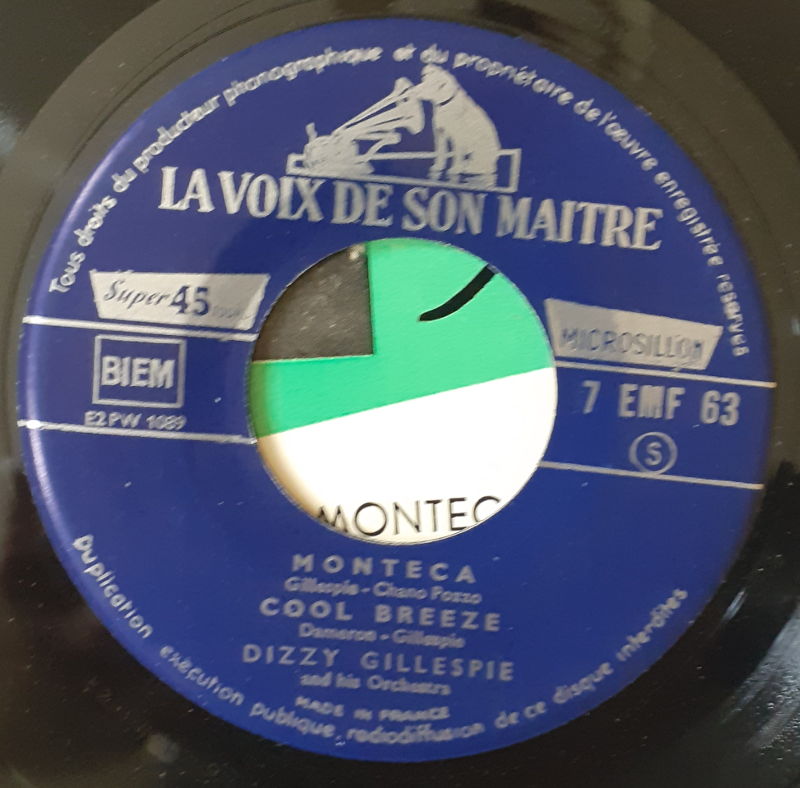 Tous droits du producteur phonographique et du propriétaire de l'œuvre enregistrée réservés
LA VOIX DE SON MAITRE
Super 45 tours
MICROSILLON
BIEM
7 EMF 63
E2PW 1089
S
MONTEC
MONTECA
Gillespie - Chano Pozzo
COOL BREEZE
Dameron - Gillespie
DIZZY GILLESPIE
and his Orchestra
MADE IN FRANCE
Duplication exécution publique, radiodiffusion de ce disque interdites